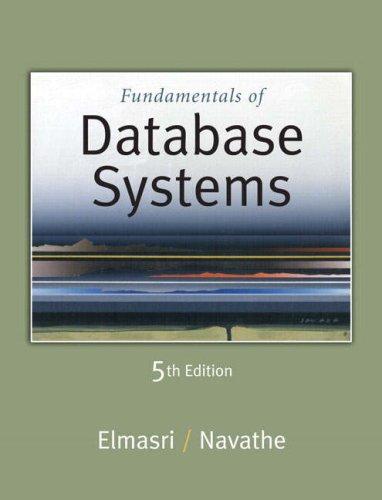 Fundamentals of
Database
Systems
5th Edition
Elmasri / Navathe